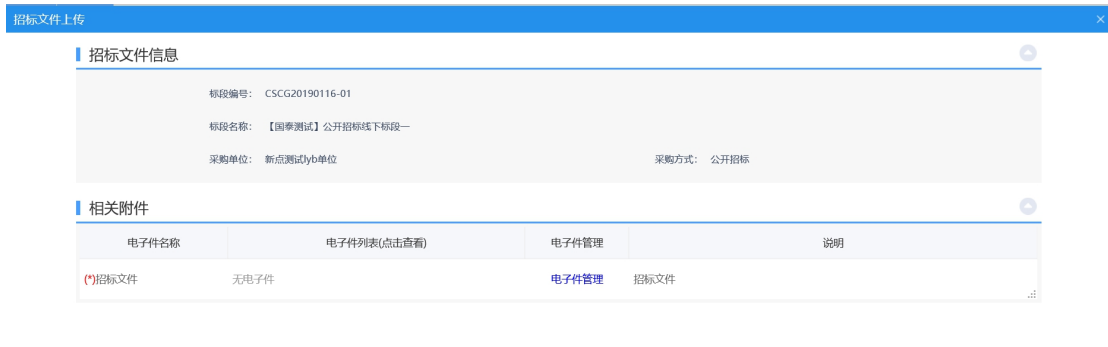 招标文件上传
招标文件信息
标段编号： CSCG20190116-01
标段名称： 【国泰测试】公开招标线下标段一
采购单位： 新点测试lyb单位 采购方式： 公开招标
相关附件
电子件名称 电子件列表(点击查看) 电子件管理 说明
(*)招标文件 无电子件 电子件管理 招标文件